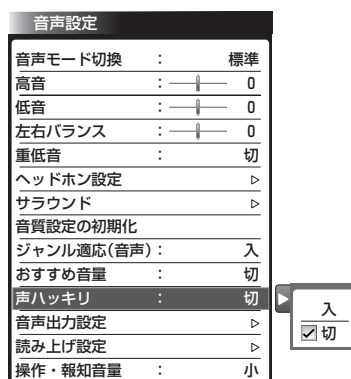 音声設定
音声モード切換 : 標準
高音 : 0
低音 : 0
左右バランス : 0
重低音 : 切
ヘッドホン設定
サラウンド
音質設定の初期化
ジャンル適応(音声) : 入
おすすめ音量 : 切
声ハッキリ : 切
入
切
音声出力設定
読み上げ設定
操作・報知音量 : 小